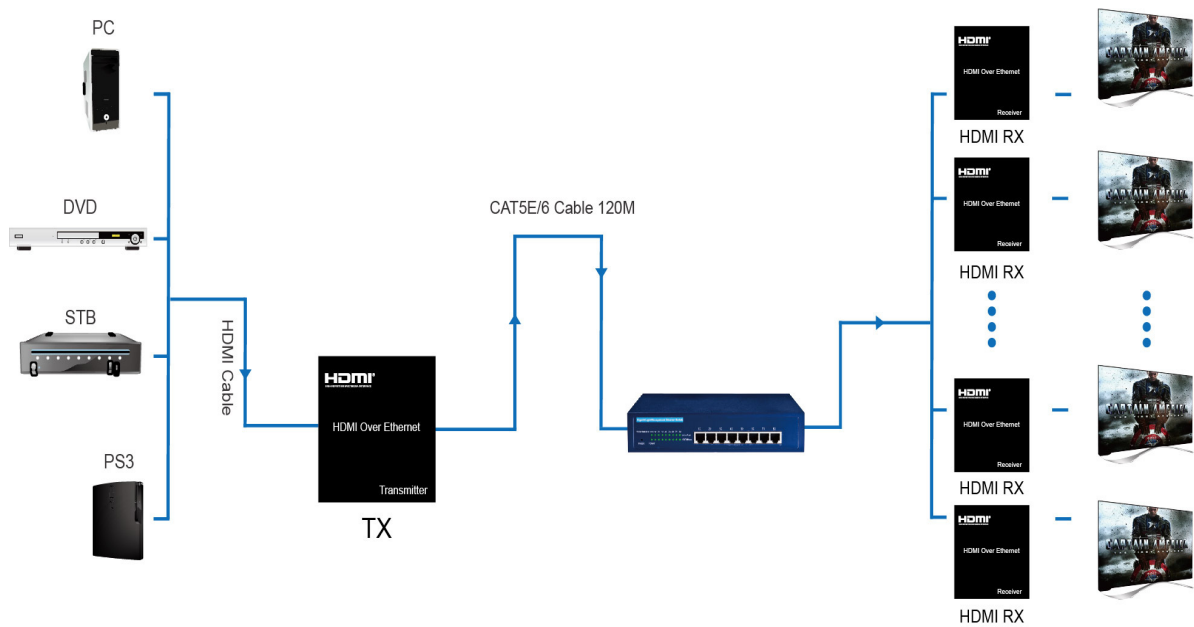 PC
DVD
STB
PS3
HDMI Cable
HDMI
HDMI Over Ethernet
Transmitter
TX
CAT5E/6 Cable 120M
HDMI
HDMI Over Ethernet
Receiver
HDMI RX
CAPTAIN AMERICA
HDMI
HDMI Over Ethernet
Receiver
HDMI RX
CAPTAIN AMERICA
HDMI
HDMI Over Ethernet
Receiver
HDMI RX
CAPTAIN AMERICA
HDMI
HDMI Over Ethernet
Receiver
HDMI RX
CAPTAIN AMERICA